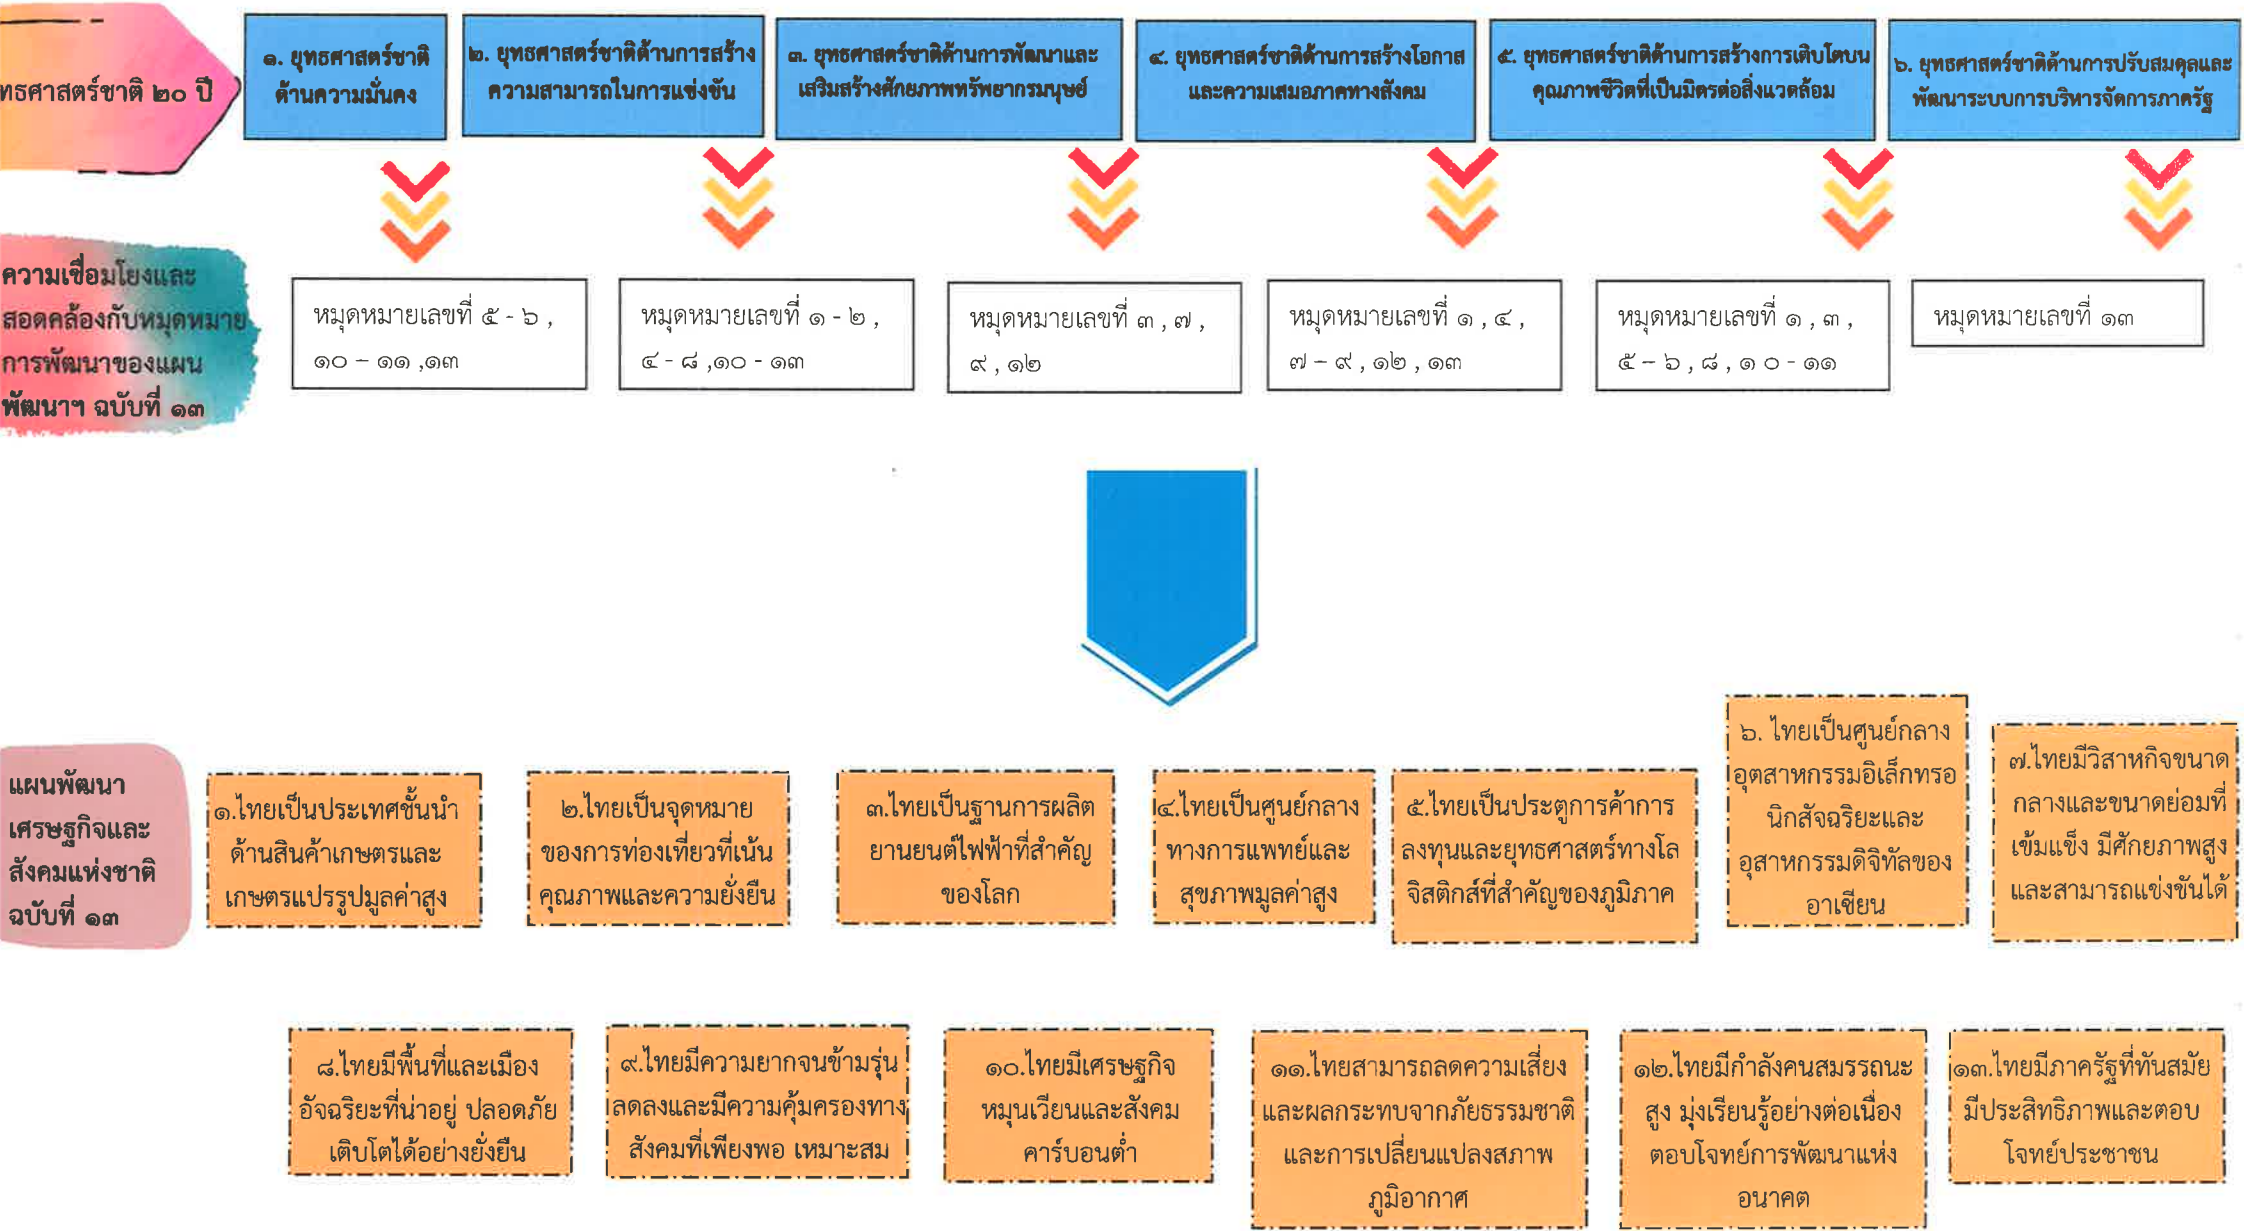 ทธศาสตร์ชาติ ๒๐ ปี
๑. ยุทธศาสตร์ชาติ
ด้านความมั่นคง
๒. ยุทธศาสตร์ชาติด้านการสร้าง
ความสามารถในการแข่งขัน
๓. ยุทธศาสตร์ชาติด้านการพัฒนาและ
เสริมสร้างศักยภาพทรัพยากรมนุษย์
๔. ยุทธศาสตร์ชาติด้านการสร้างโอกาส
และความเสมอภาคทางสังคม
๕. ยุทธศาสตร์ชาติด้านการสร้างการเติบโตบน
คุณภาพชีวิตที่เป็นมิตรต่อสิ่งแวดล้อม
๖. ยุทธศาสตร์ชาติด้านการปรับสมดุลและ
พัฒนาระบบการบริหารจัดการภาครัฐ
ความเชื่อมโยงและ
สอดคล้องกับหมุดหมาย
การพัฒนาของแผน
พัฒนาฯ ฉบับที่ ๑๓
หมุดหมายเลขที่ ๕ - ๖ ,
๑๐ – ๑๑ ,๑๓
หมุดหมายเลขที่ ๑ - ๒ ,
๔ - ๘ ,๑๐ - ๑๓
หมุดหมายเลขที่ ๓ , ๗ ,
๙ , ๑๒
หมุดหมายเลขที่ ๑ , ๔ ,
๗ – ๙ , ๑๒ , ๑๓
หมุดหมายเลขที่ ๑ , ๓ ,
๕ – ๖ , ๘ , ๑ ๐ - ๑๑
หมุดหมายเลขที่ ๑๓
แผนพัฒนา
เศรษฐกิจและ
สังคมแห่งชาติ
ฉบับที่ ๑๓
๑.ไทยเป็นประเทศชั้นนำ
ด้านสินค้าเกษตรและ
เกษตรแปรรูปมูลค่าสูง
๒.ไทยเป็นจุดหมาย
ของการท่องเที่ยวที่เน้น
คุณภาพและความยั่งยืน
๓.ไทยเป็นฐานการผลิต
ยานยนต์ไฟฟ้าที่สำคัญ
ของโลก
๔.ไทยเป็นศูนย์กลาง
ทางการแพทย์และ
สุขภาพมูลค่าสูง
๕.ไทยเป็นประตูการค้าการ
ลงทุนและยุทธศาสตร์ทางโล
จิสติกส์ที่สำคัญของภูมิภาค
๖. ไทยเป็นศูนย์กลาง
อุตสาหกรรมอิเล็กทรอ
นิกสัจฉริยะและ
อุสาหกรรมดิจิทัลของ
อาเซียน
๗.ไทยมีวิสาหกิจขนาด
กลางและขนาดย่อมที่
เข้มแข็ง มีศักยภาพสูง
และสามารถแข่งขันได้
๘.ไทยมีพื้นที่และเมือง
อัจฉริยะที่น่าอยู่ ปลอดภัย
เติบโตได้อย่างยั่งยืน
๙.ไทยมีความยากจนข้ามรุ่น
ลดลงและมีความคุ้มครองทาง
สังคมที่เพียงพอ เหมาะสม
๑๐.ไทยมีเศรษฐกิจ
หมุนเวียนและสังคม
คาร์บอนต่ำ
๑๑.ไทยสามารถลดความเสี่ยง
และผลกระทบจากภัยธรรมชาติ
และการเปลี่ยนแปลงสภาพ
ภูมิอากาศ
๑๒.ไทยมีกำลังคนสมรรถนะ
สูง มุ่งเรียนรู้อย่างต่อเนื่อง
ตอบโจทย์การพัฒนาแห่ง
อนาคต
๑๓.ไทยมีภาครัฐที่ทันสมัย
มีประสิทธิภาพและตอบ
โจทย์ประชาชน